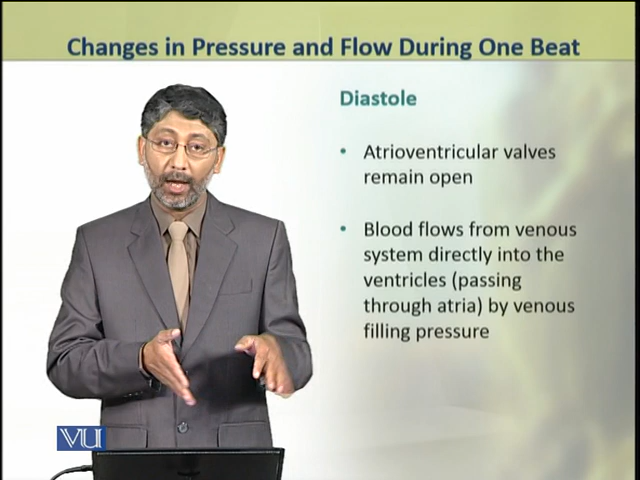 Changes in Pressure and Flow During One Beat
Diastole
• Atrioventricular valves
remain open
• Blood flows from venous
system directly into the
ventricles (passing
through atria) by venous
filling pressure
VU